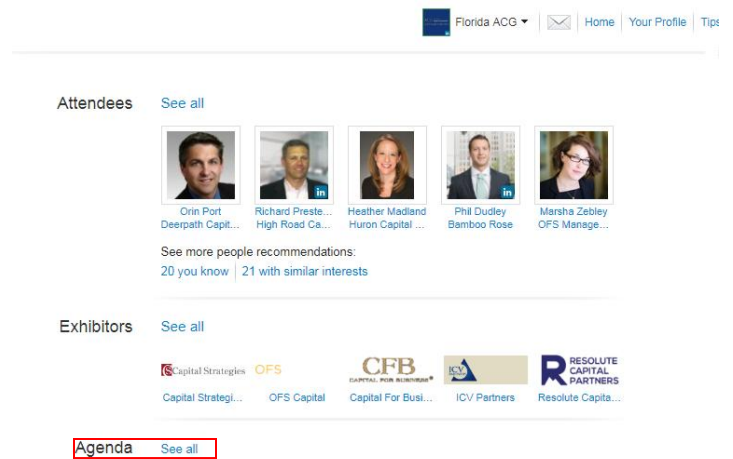 Florida ACG Home Your Profile Tips
Attendees See all
Orin Port Richard Preste... Heather Madland Phil Dudley Marsha Zebley
Deerpath Capit... High Road Ca... Huron Capital ... Bamboo Rose OFS Manage...
See more people recommendations:
20 you know 21 with similar interests
Exhibitors See all
Capital Strategies OFS CFB CAPITAL FOR BUSINESS ICV RESOLUTE
CAPITAL
PARTNERS
Capital Strategi... OFS Capital Capital For Busi... ICV Partners Resolute Capita...
Agenda See all